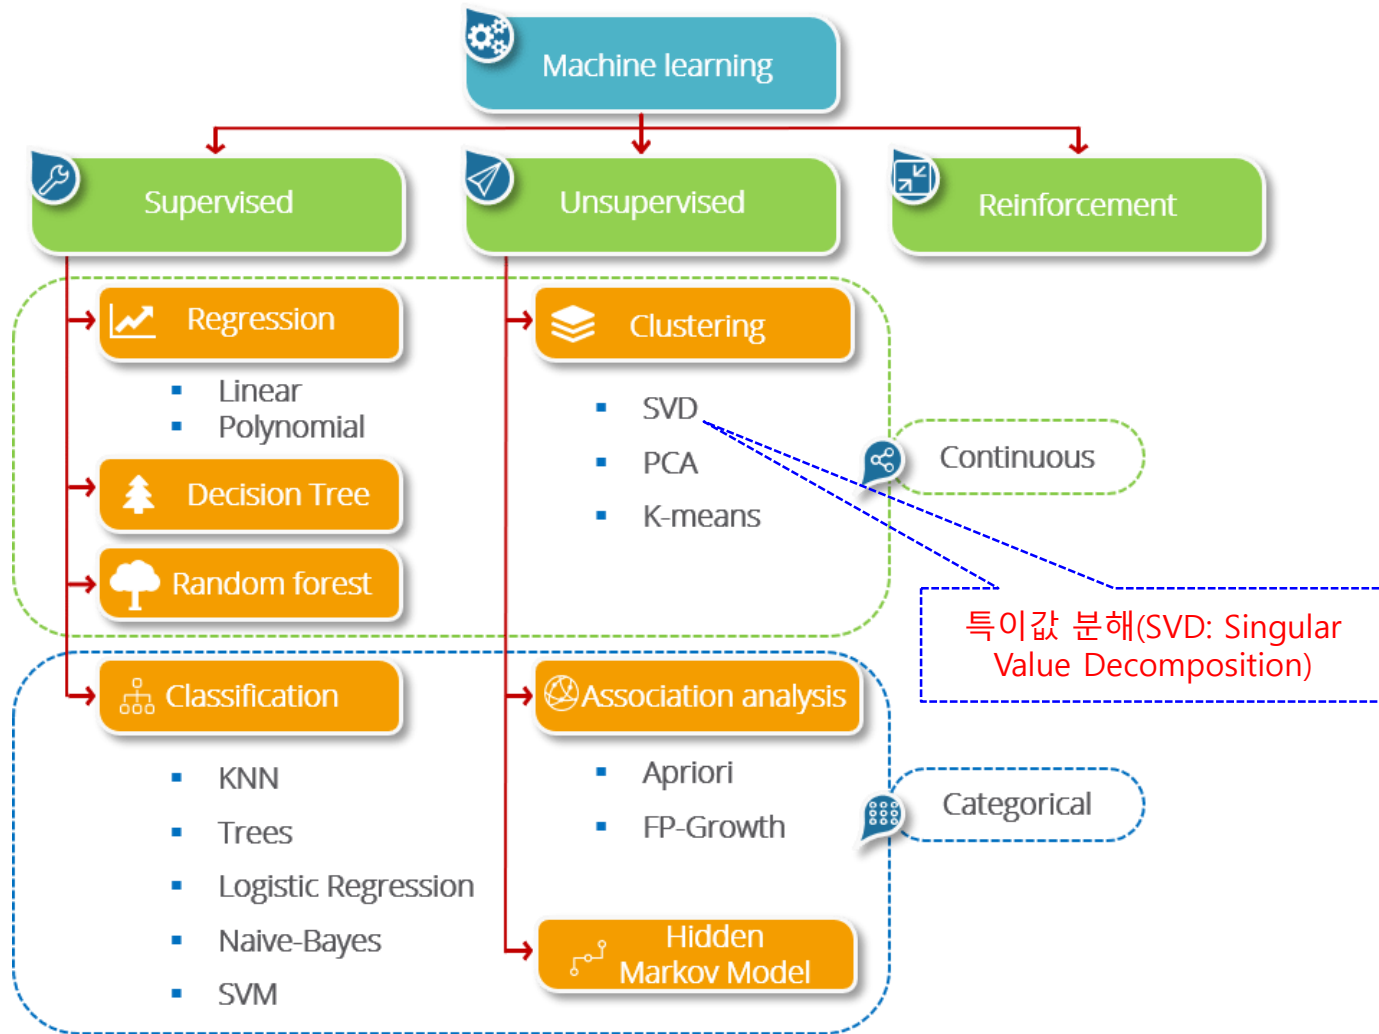 Machine learning
Supervised
Unsupervised
Reinforcement
Regression
Linear
Polynomial
Decision Tree
Random forest
Clustering
SVD
PCA
K-means
Continuous
특이값 분해(SVD: Singular
Value Decomposition)
Classification
KNN
Trees
Logistic Regression
Naive-Bayes
SVM
Association analysis
Apriori
FP-Growth
Hidden
Markov Model
Categorical